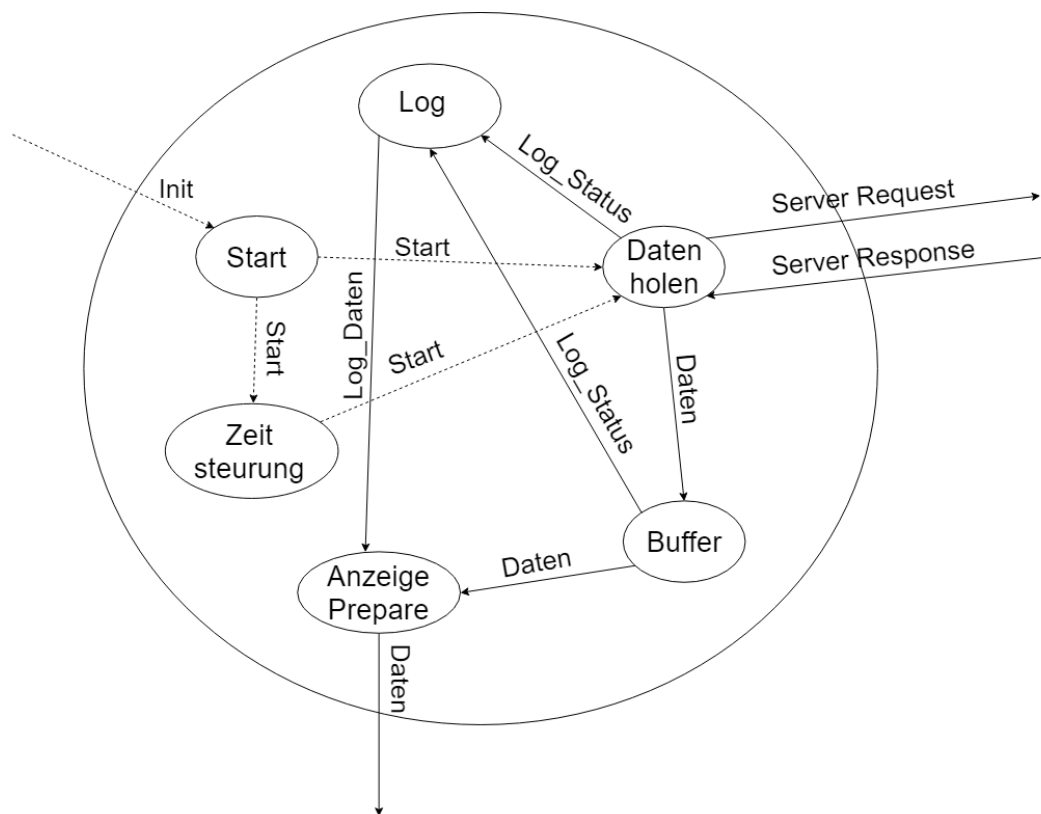 Log
Log_Status
Init
Server Request
Start
Start
Daten
holen
Server Response
Start
Log_Daten
Start
Log_Status
Daten
Zeit
steurung
Buffer
Daten
Anzeige
Prepare
Daten